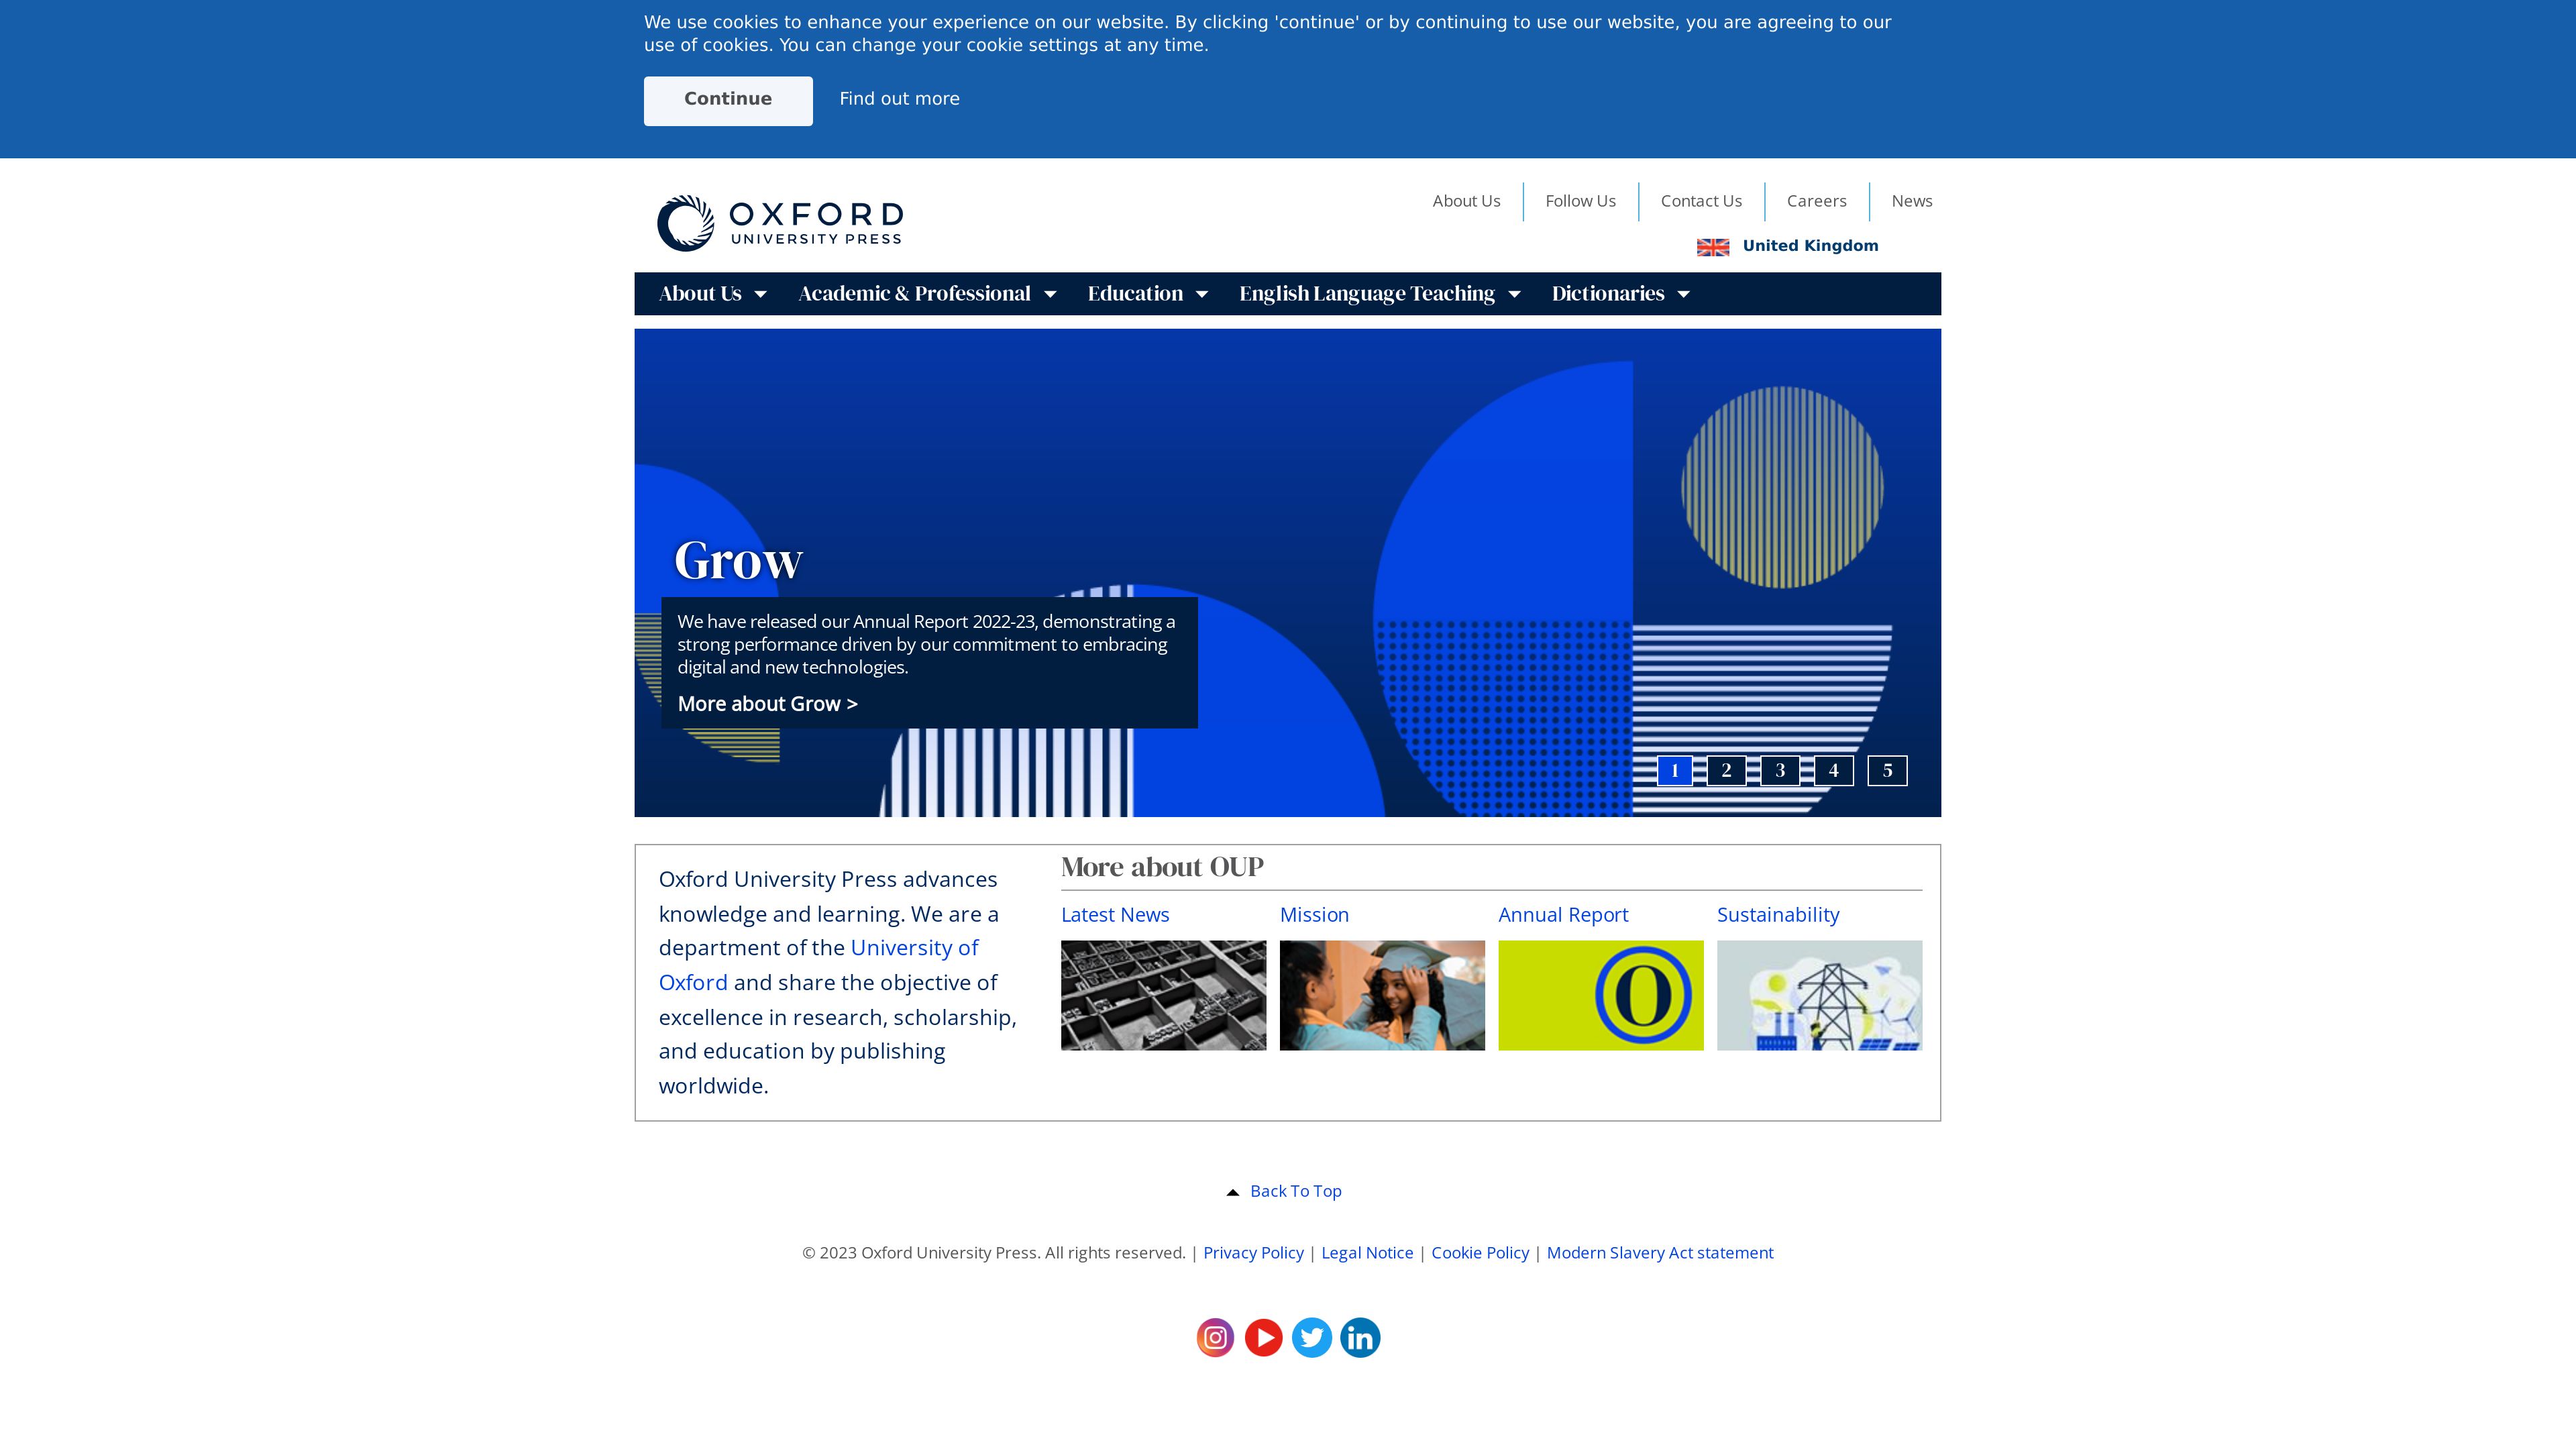 We use cookies to enhance your experience on our website. By clicking 'continue' or by continuing to use our website, you are agreeing to our
use of cookies. You can change your cookie settings at any time.
Continue
Find out more
OXFORD
UNIVERSITY PRESS
About Us
Follow Us
Contact Us
Careers
News
United Kingdom
About Us
Academic & Professional
Education
English Language Teaching
Dictionaries
Grow
We have released our Annual Report 2022-23, demonstrating a
strong performance driven by our commitment to embracing
digital and new technologies.
More about Grow >
1
2
3
4
5
Oxford University Press advances
knowledge and learning. We are a
department of the University of
Oxford and share the objective of
excellence in research, scholarship,
and education by publishing
worldwide.
More about OUP
Latest News
Mission
Annual Report
Sustainability
O
Back To Top
© 2023 Oxford University Press. All rights reserved. | Privacy Policy | Legal Notice | Cookie Policy | Modern Slavery Act statement
in